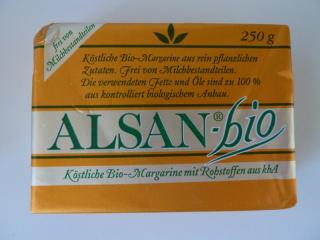 frei von
Milchbestandteilen
250 g
Köstliche Bio-Margarine aus rein pflanzlichen
Zutaten. Frei von Milchbestandteilen.
Die verwendeten Fette und Öle sind zu 100 %
aus kontrolliert biologischem Anbau.
ALSAN®-bio
Köstliche Bio-Margarine mit Rohstoffen aus kbA